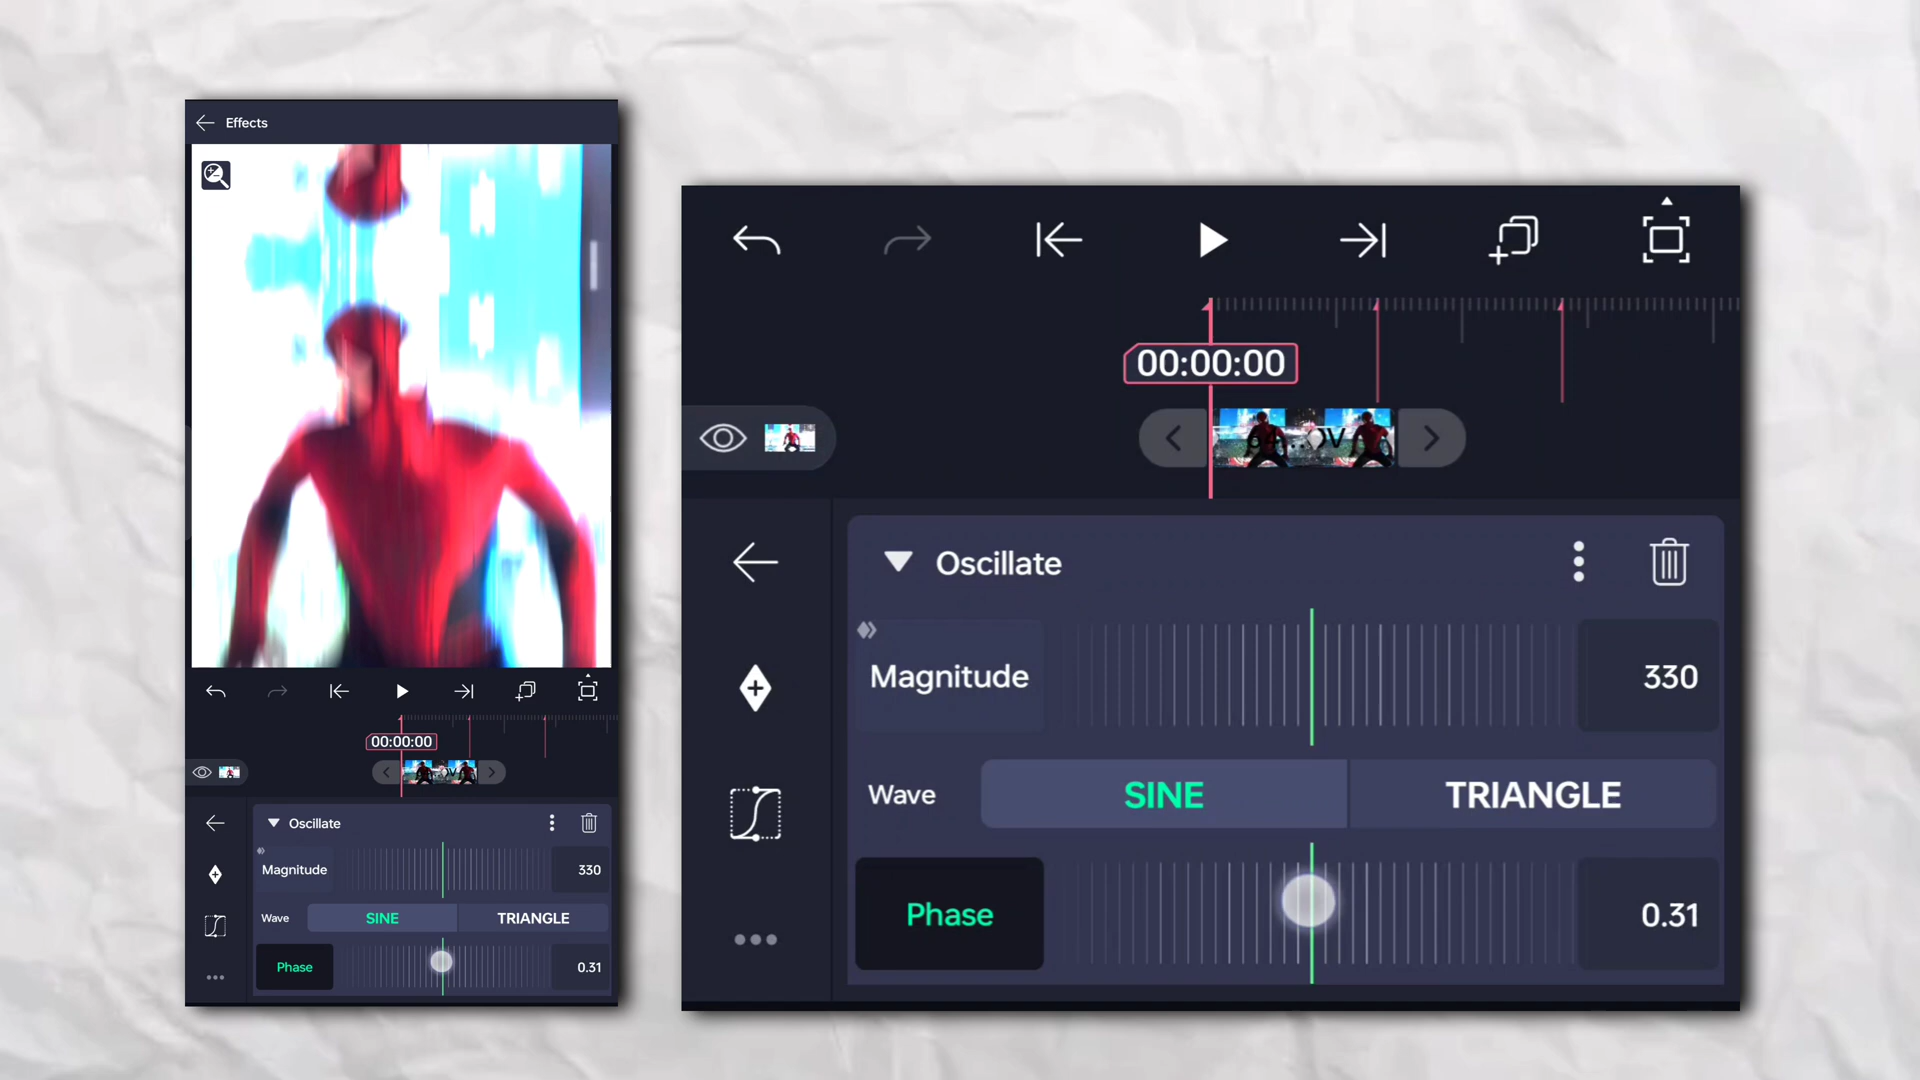 Effects
00:00:00
Oscillate
Magnitude
330
Wave
SINE
TRIANGLE
Phase
0.31
00:00:00
Oscillate
Magnitude
330
Wave
SINE
TRIANGLE
Phase
0.31